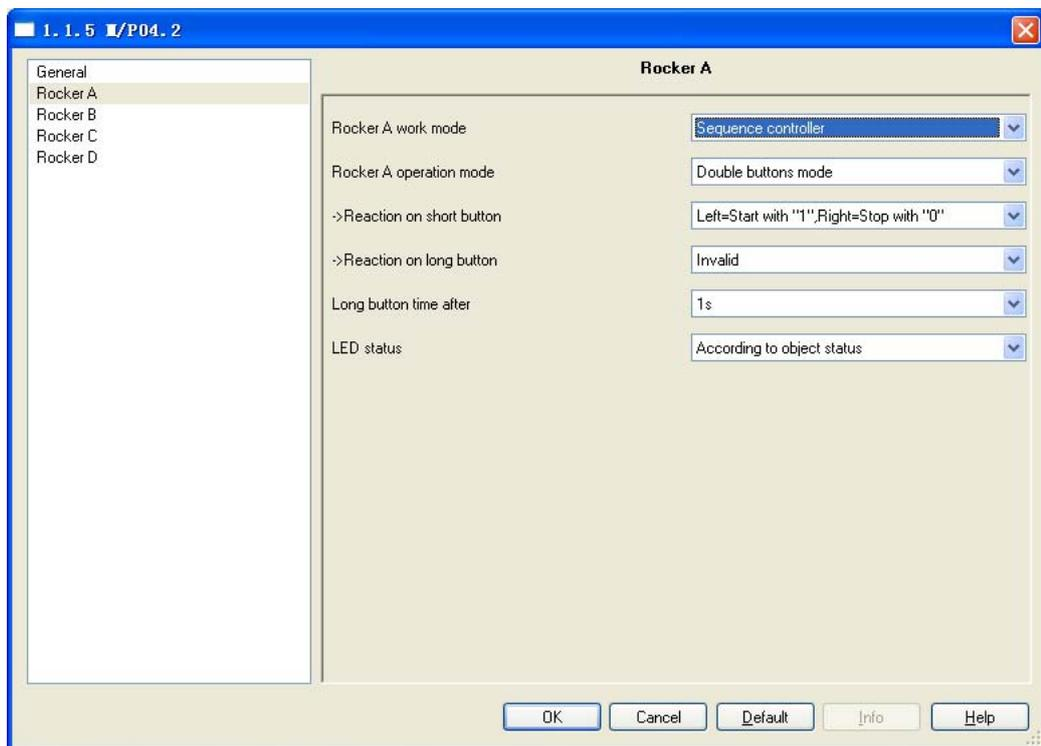 1.1.5 M/P04.2
General
Rocker A
Rocker B
Rocker C
Rocker D
Rocker A
Rocker A work mode Sequence controller
Rocker A operation mode Double buttons mode
->Reaction on short button Left=Start with "1",Right=Stop with "0"
->Reaction on long button Invalid
Long button time after 1s
LED status According to object status
OK Cancel Default Info Help